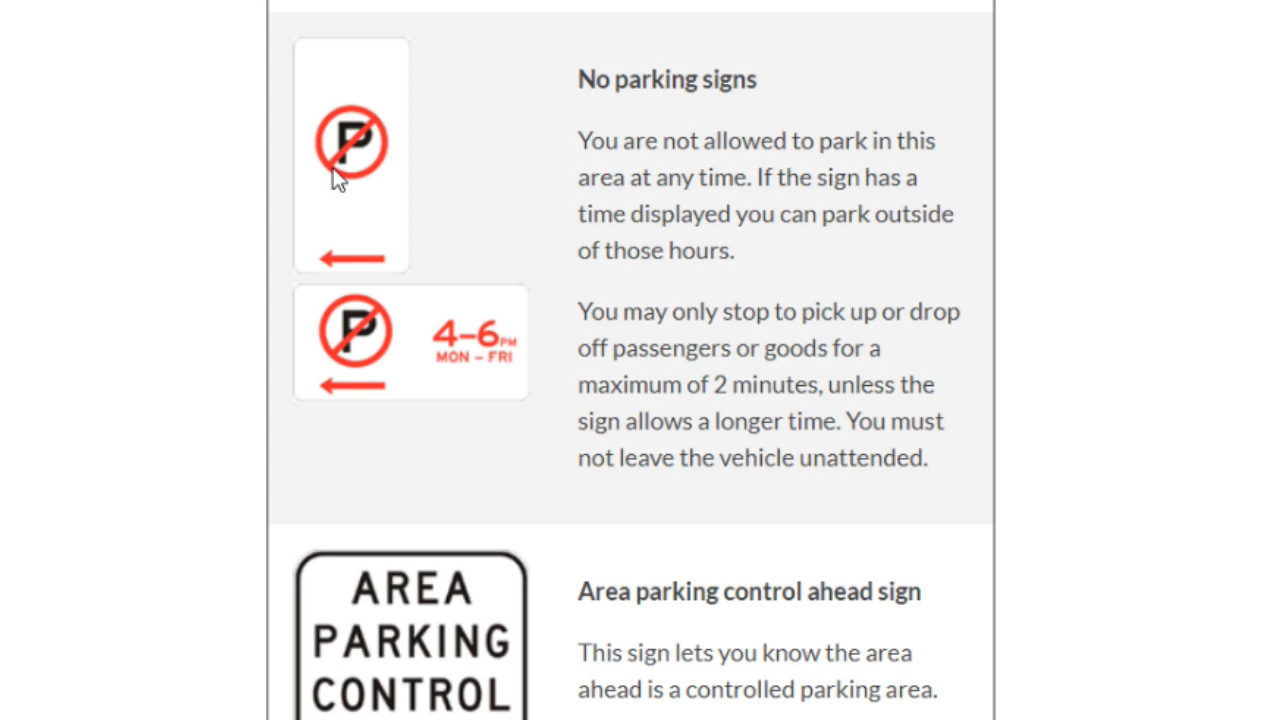 P
No parking signs
You are not allowed to park in this
area at any time. If the sign has a
time displayed you can park outside
of those hours.
P
4–6PM
MON – FRI
You may only stop to pick up or drop
off passengers or goods for a
maximum of 2 minutes, unless the
sign allows a longer time. You must
not leave the vehicle unattended.
AREA
PARKING
CONTROL
Area parking control ahead sign
This sign lets you know the area
ahead is a controlled parking area.